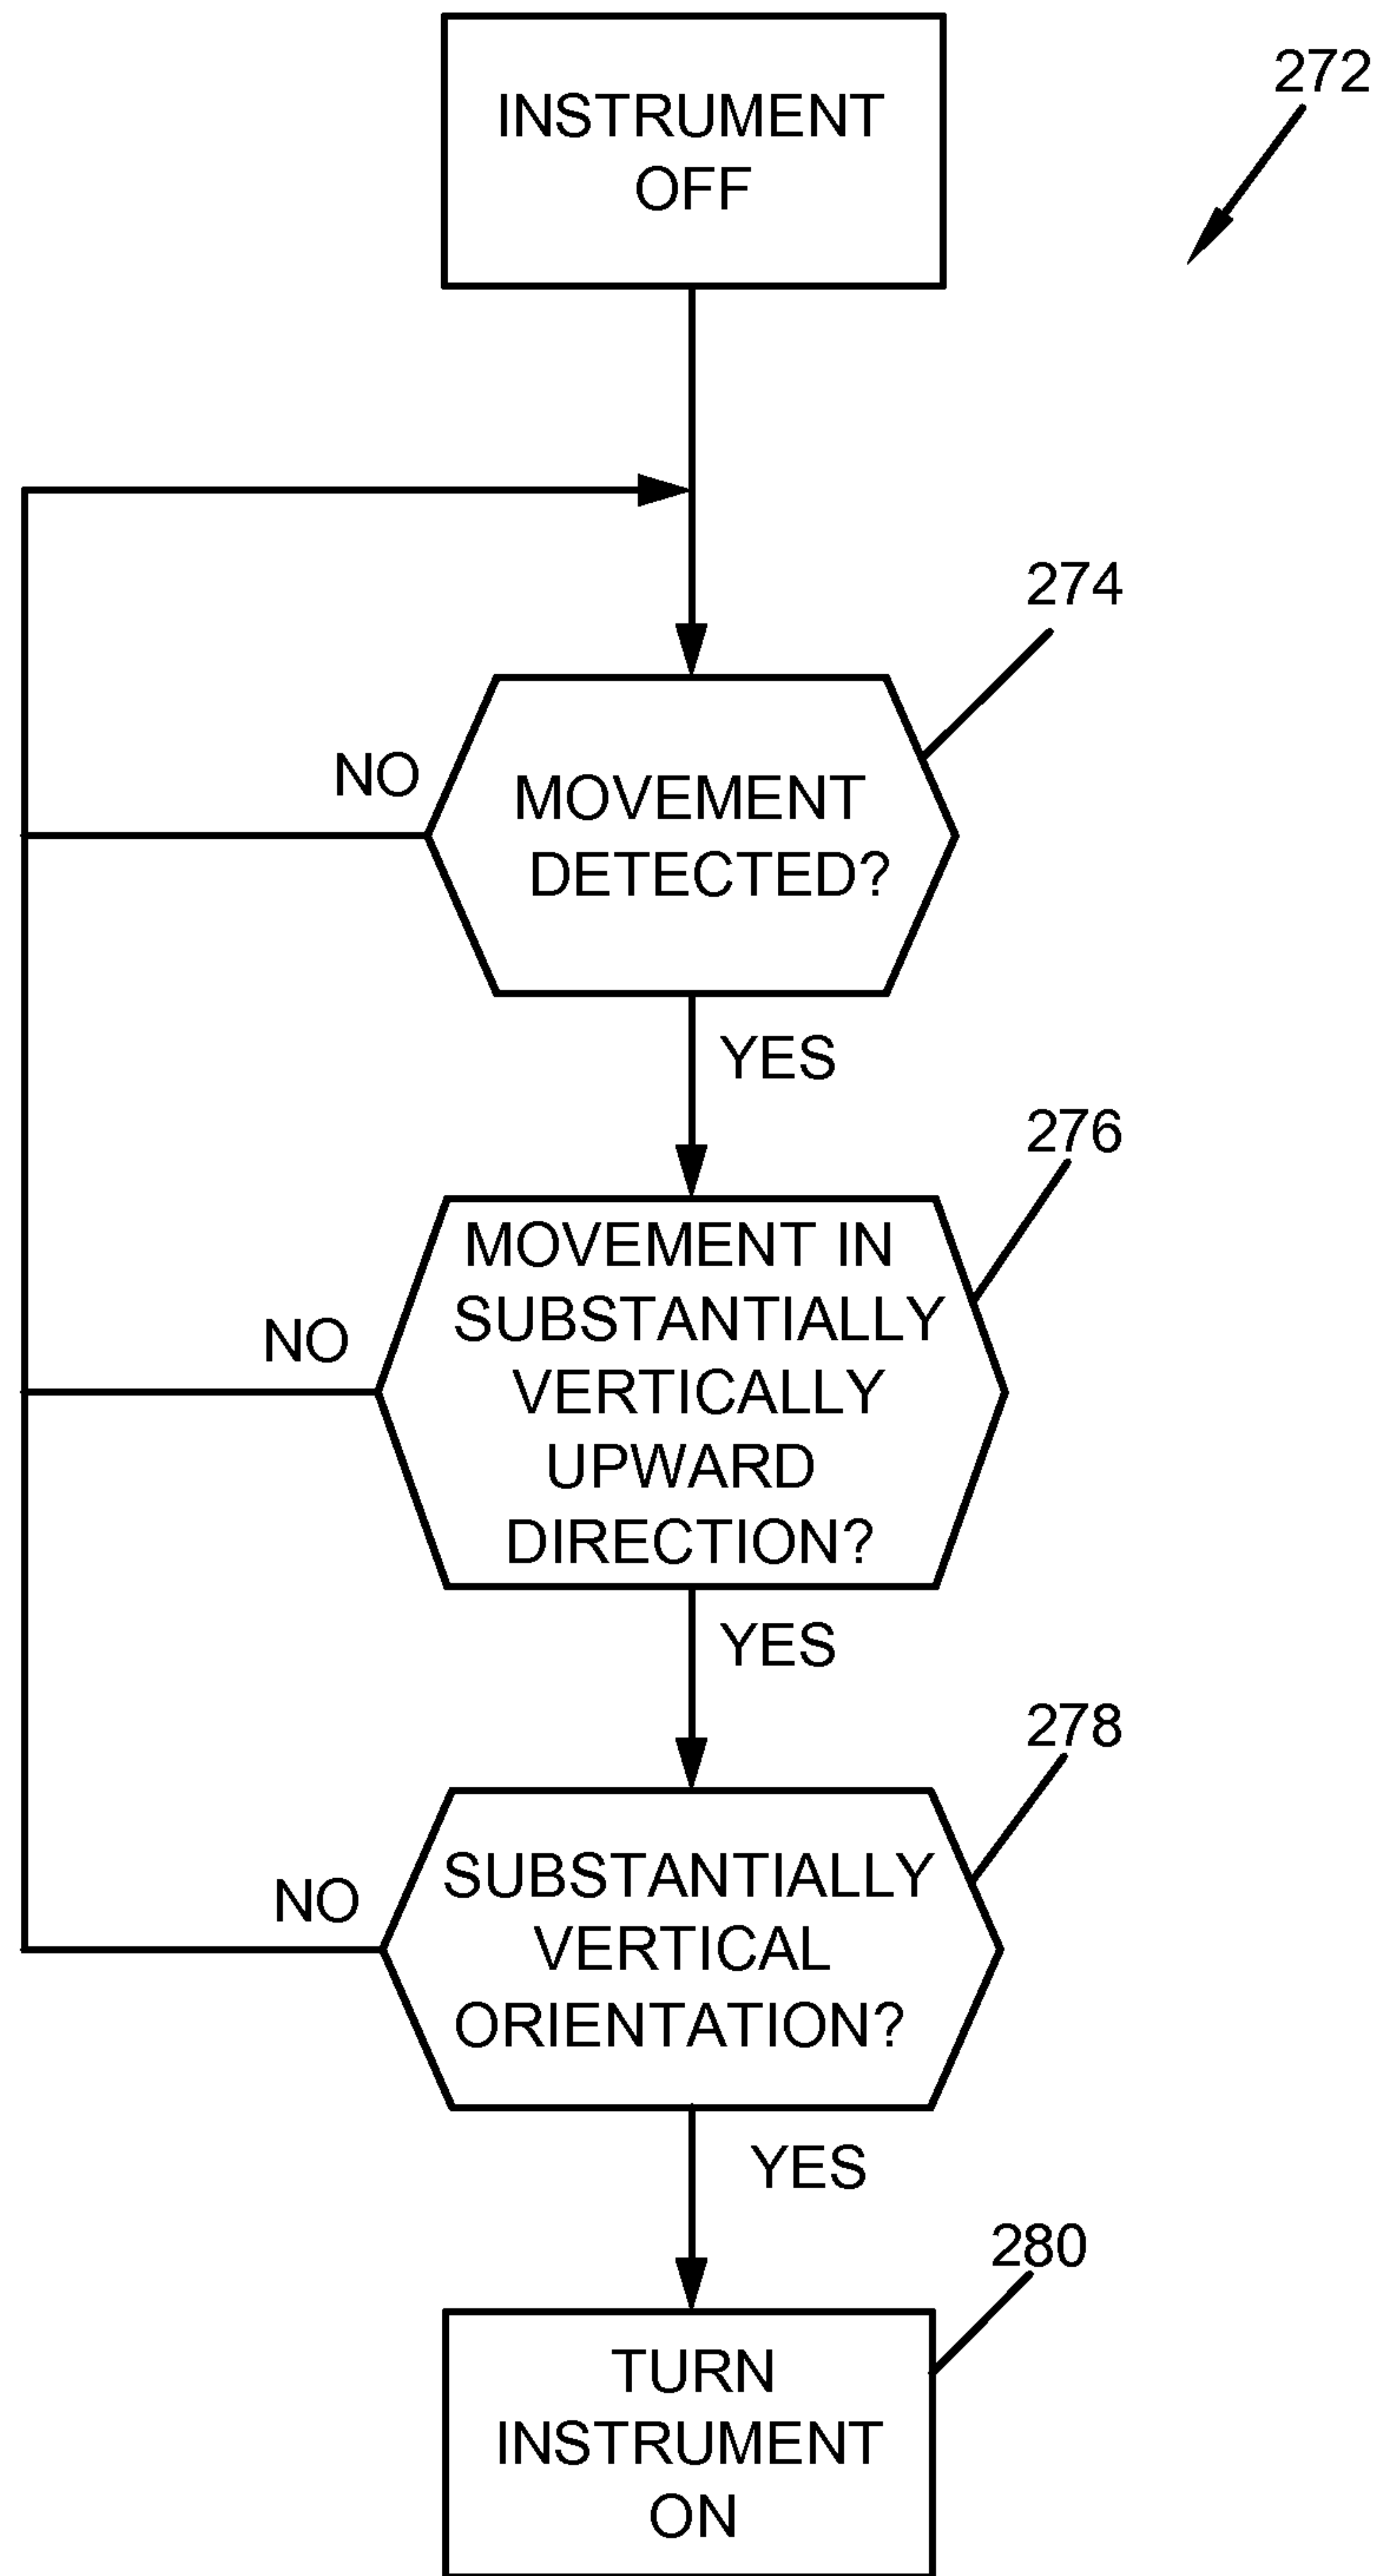 INSTRUMENT
OFF
272
274
NO
MOVEMENT
DETECTED?
YES
276
MOVEMENT IN
SUBSTANTIALLY
VERTICALLY
UPWARD
DIRECTION?
NO
YES
278
SUBSTANTIALLY
VERTICAL
ORIENTATION?
NO
YES
280
TURN
INSTRUMENT
ON